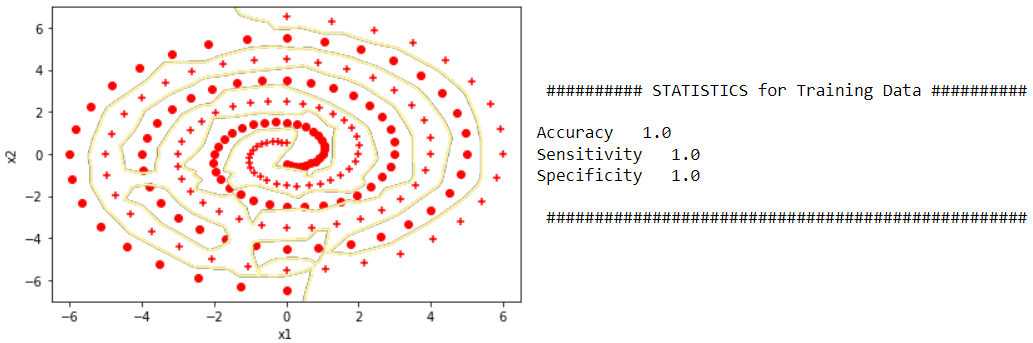 6
4
2
0
−2
−4
−6
x2
−6 −4 −2 0 2 4 6
x1
########## STATISTICS for Training Data ##########
Accuracy 1.0
Sensitivity 1.0
Specificity 1.0
##################################################